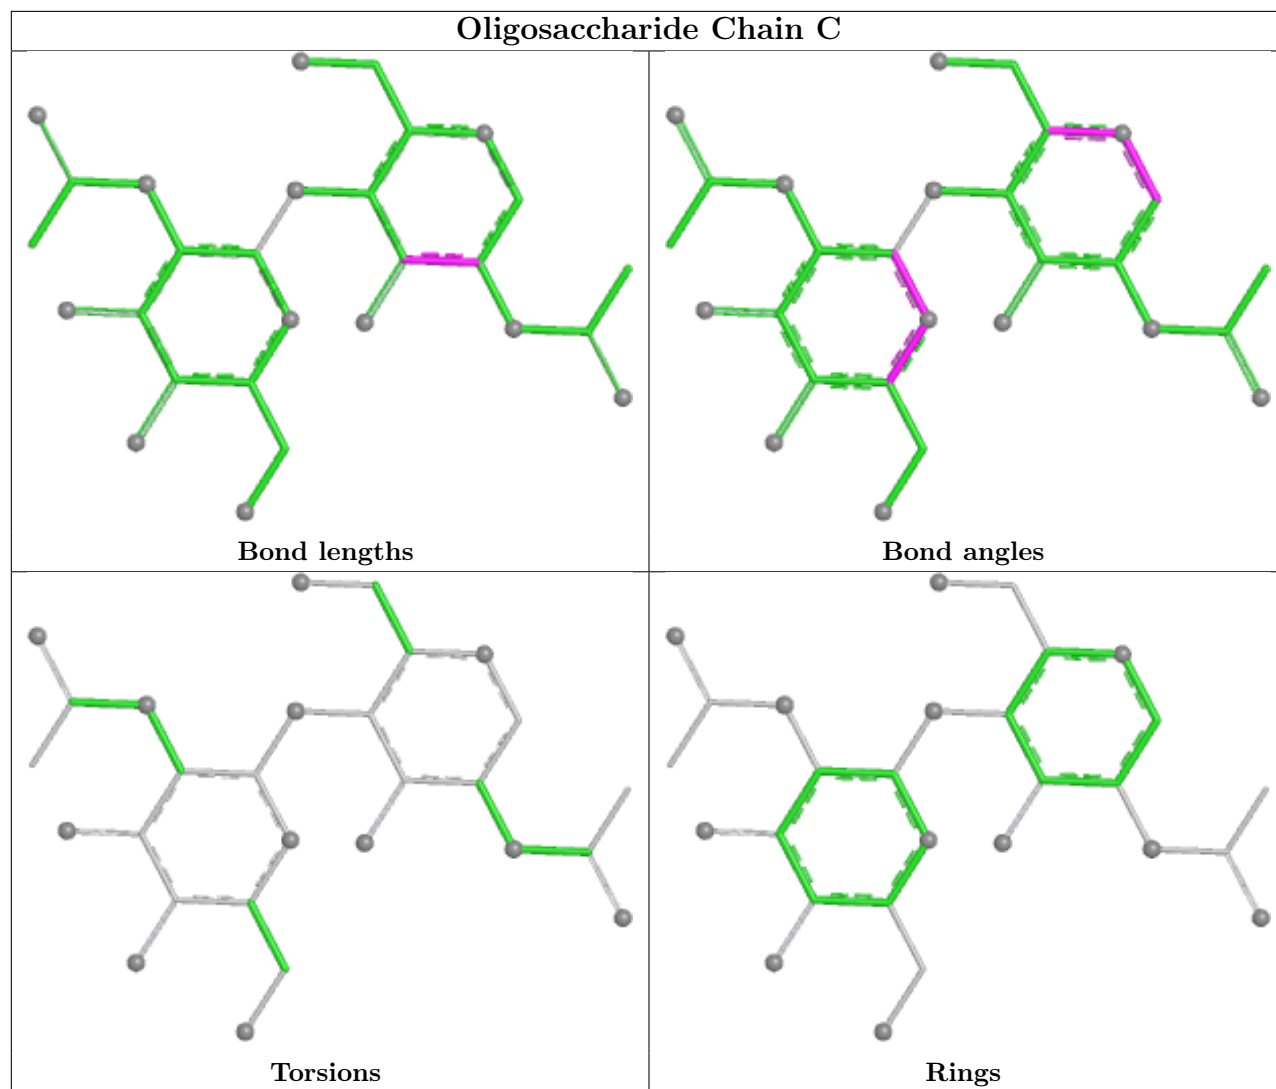 Oligosaccharide Chain C
Bond lengths
Bond angles
Torsions
Rings